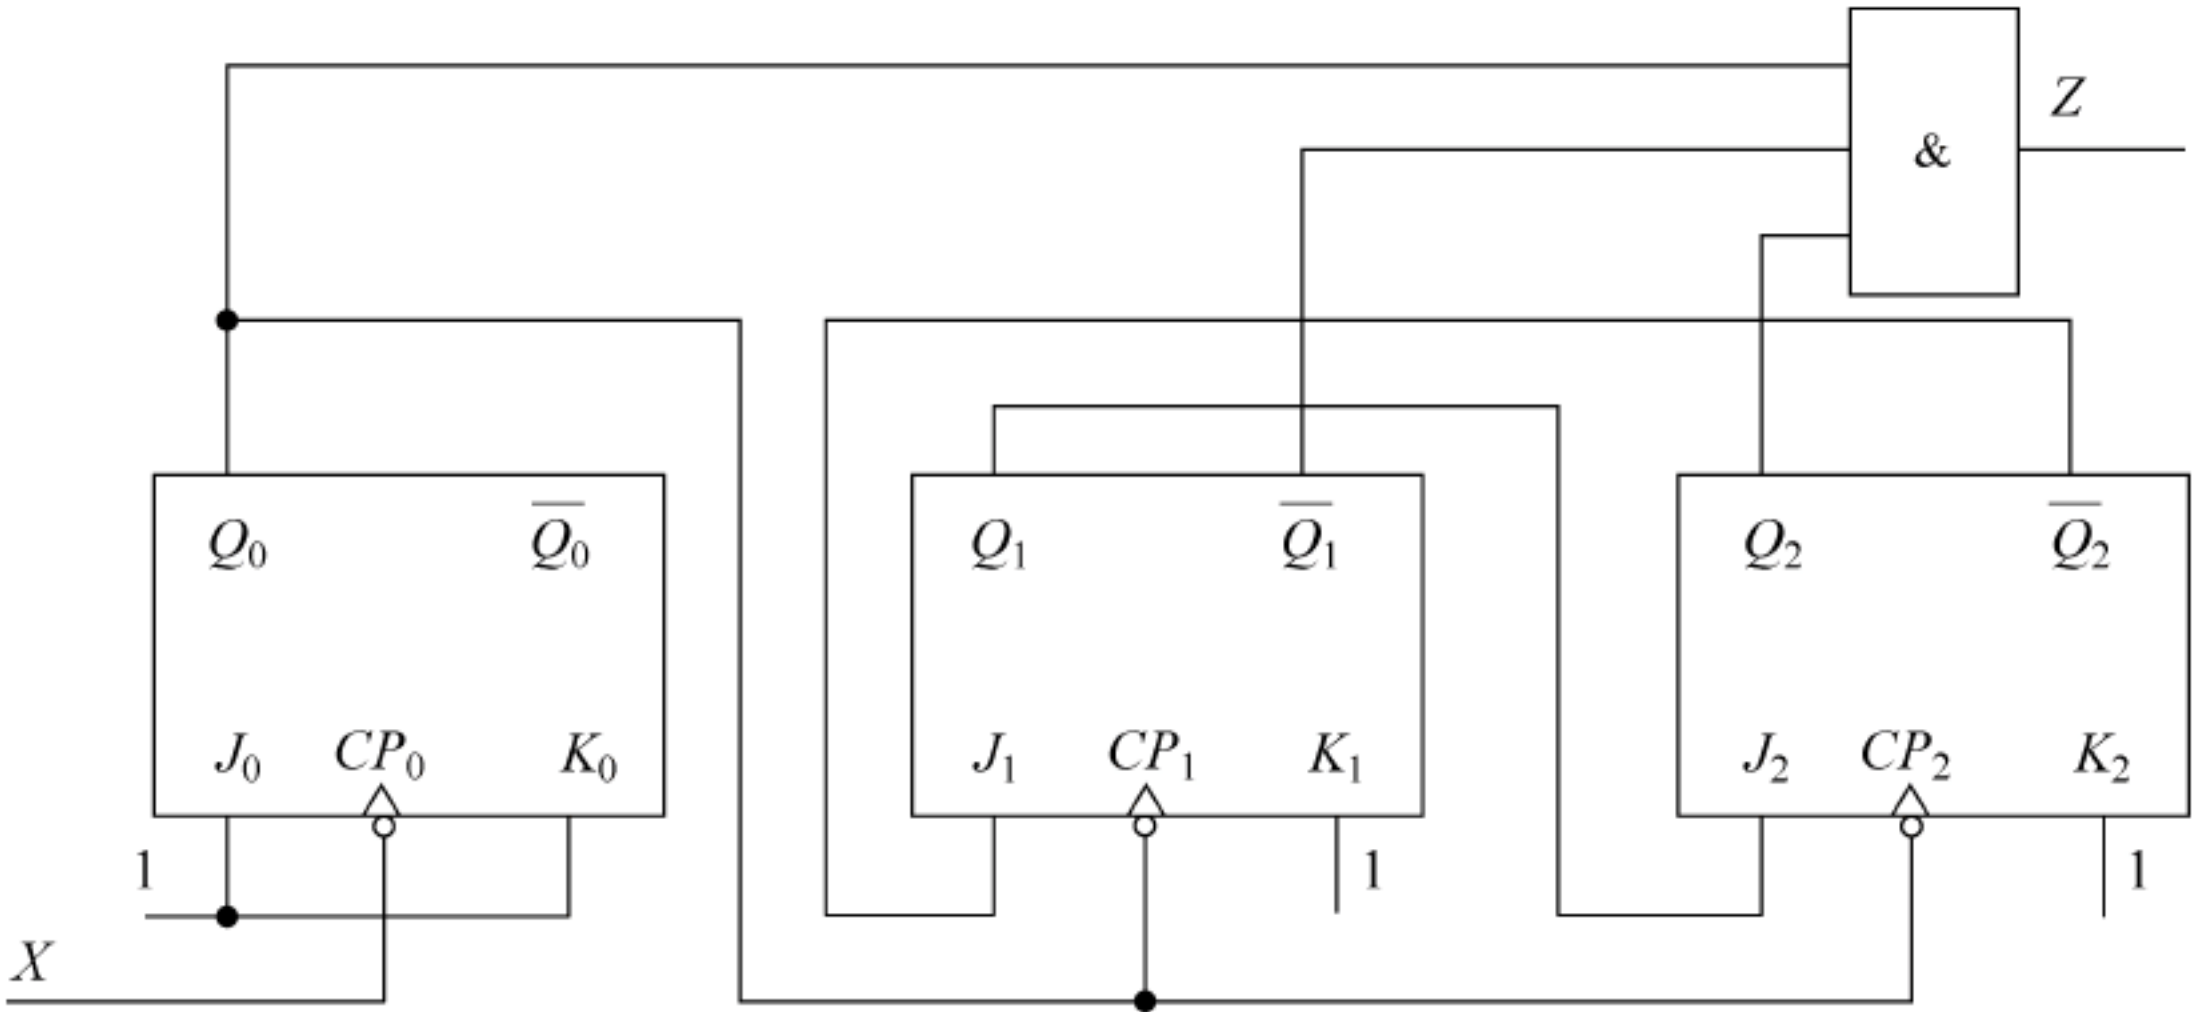 Z
&
Q₀ Q̅₀ Q₁ Q̅₁ Q₂ Q̅₂
J₀ CP₀ K₀ J₁ CP₁ K₁ J₂ CP₂ K₂
1 1 1
X